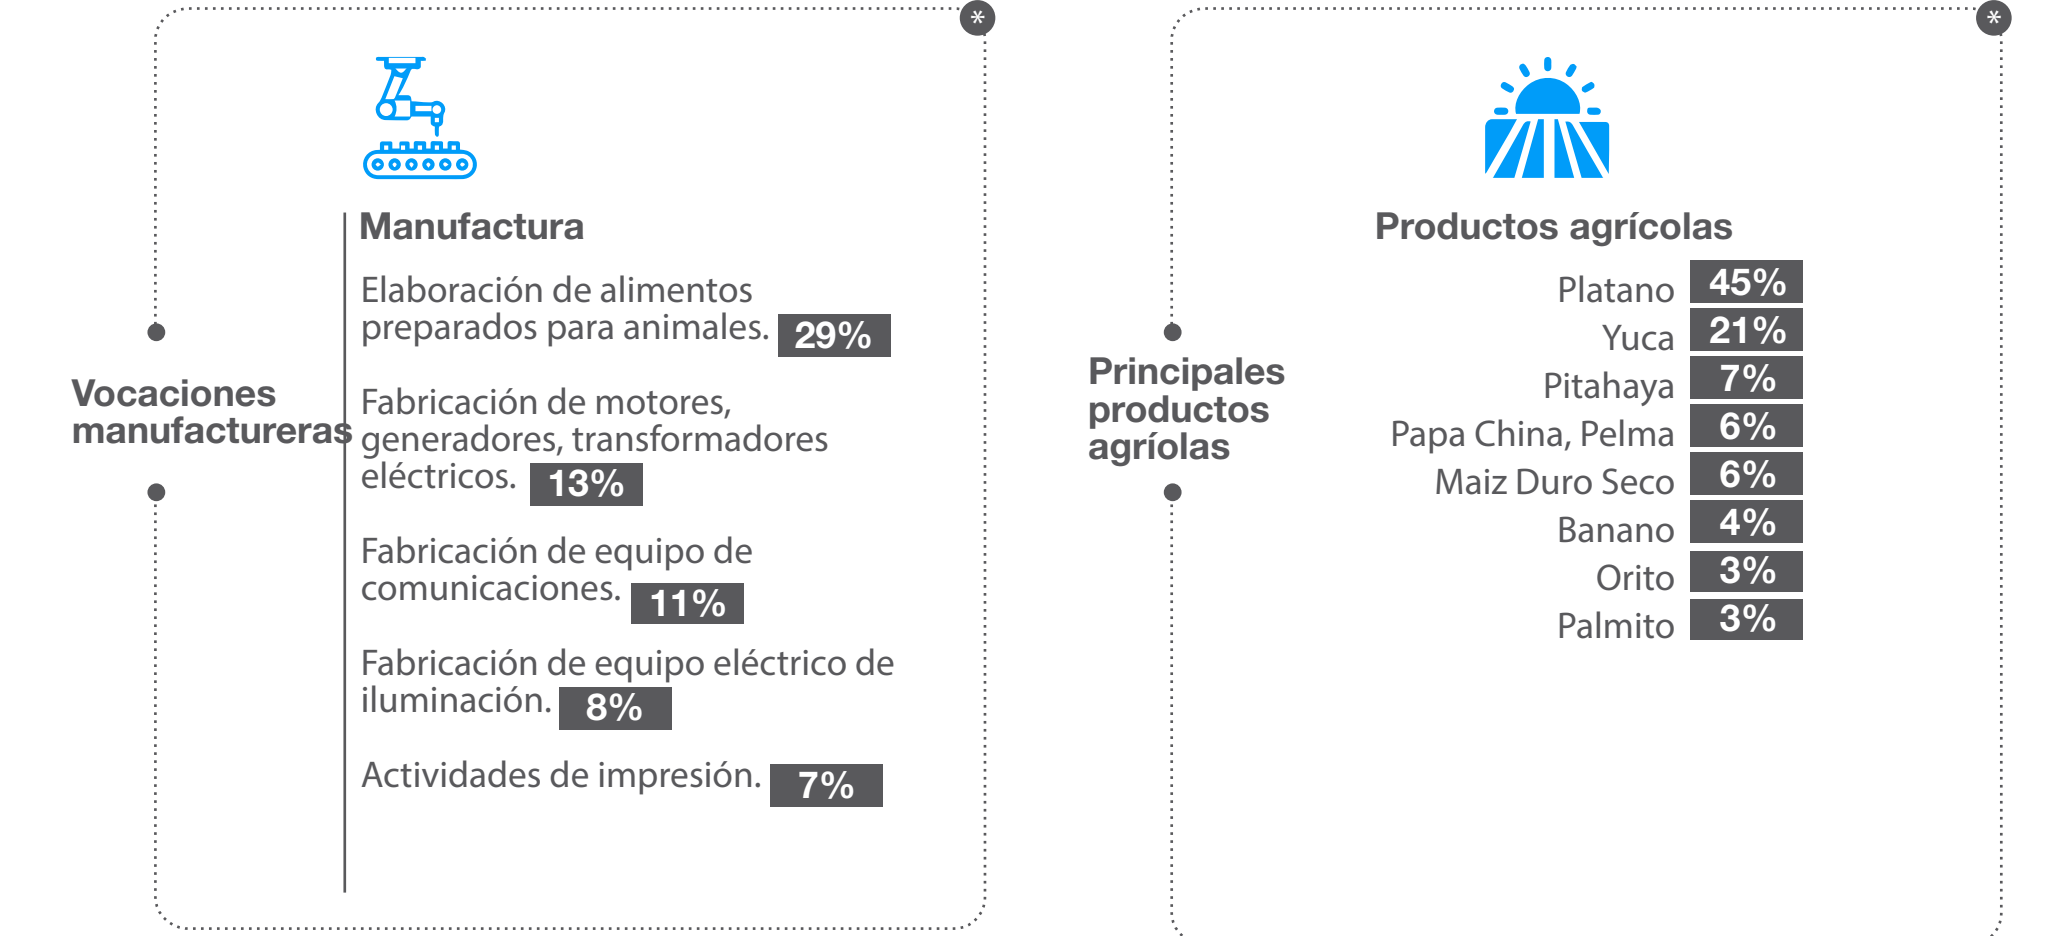 *
Vocaciones
manufactureras
Manufactura
Elaboración de alimentos
preparados para animales. 29%
Fabricación de motores,
generadores, transformadores
eléctricos. 13%
Fabricación de equipo de
comunicaciones. 11%
Fabricación de equipo eléctrico de
iluminación. 8%
Actividades de impresión. 7%
*
Principales
productos
agríolas
Productos agrícolas
Platano 45%
Yuca 21%
Pitahaya 7%
Papa China, Pelma 6%
Maiz Duro Seco 6%
Banano 4%
Orito 3%
Palmito 3%